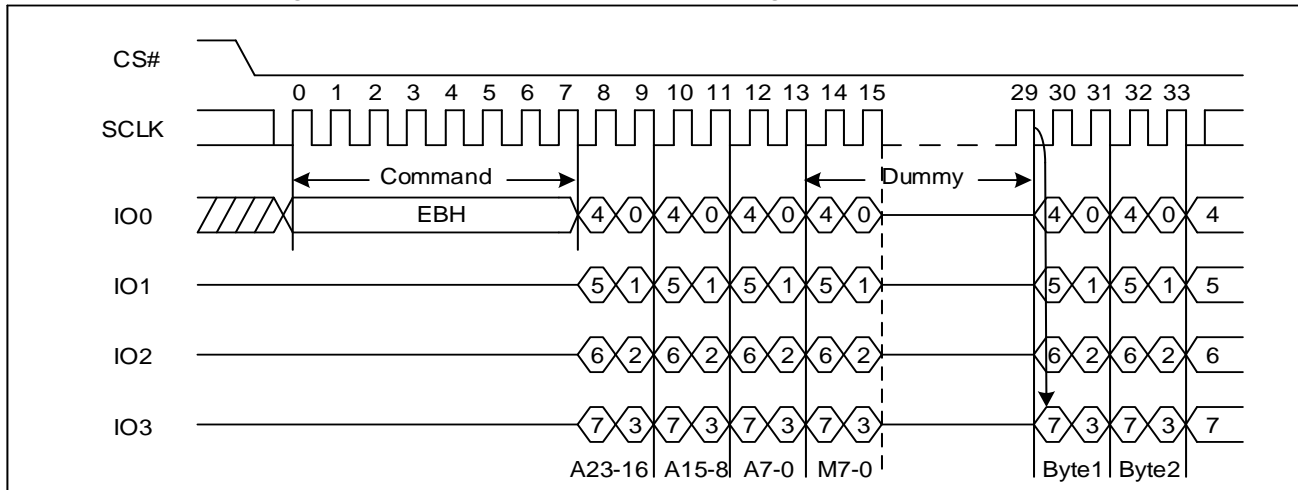 CS#
0 1 2 3 4 5 6 7 8 9 10 11 12 13 14 15 29 30 31 32 33
SCLK
Command Dummy
IO0 EBH 4 0 4 0 4 0 4 0 4 0 4 0 4
IO1 5 1 5 1 5 1 5 1 5 1 5 1 5
IO2 6 2 6 2 6 2 6 2 6 2 6 2 6
IO3 7 3 7 3 7 3 7 3 7 3 7 3 7
A23-16 A15-8 A7-0 M7-0 Byte1 Byte2